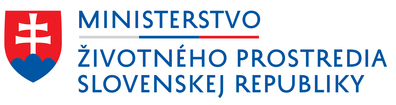 MINISTERSTVO
ŽIVOTNÉHO PROSTREDIA
SLOVENSKEJ REPUBLIKY